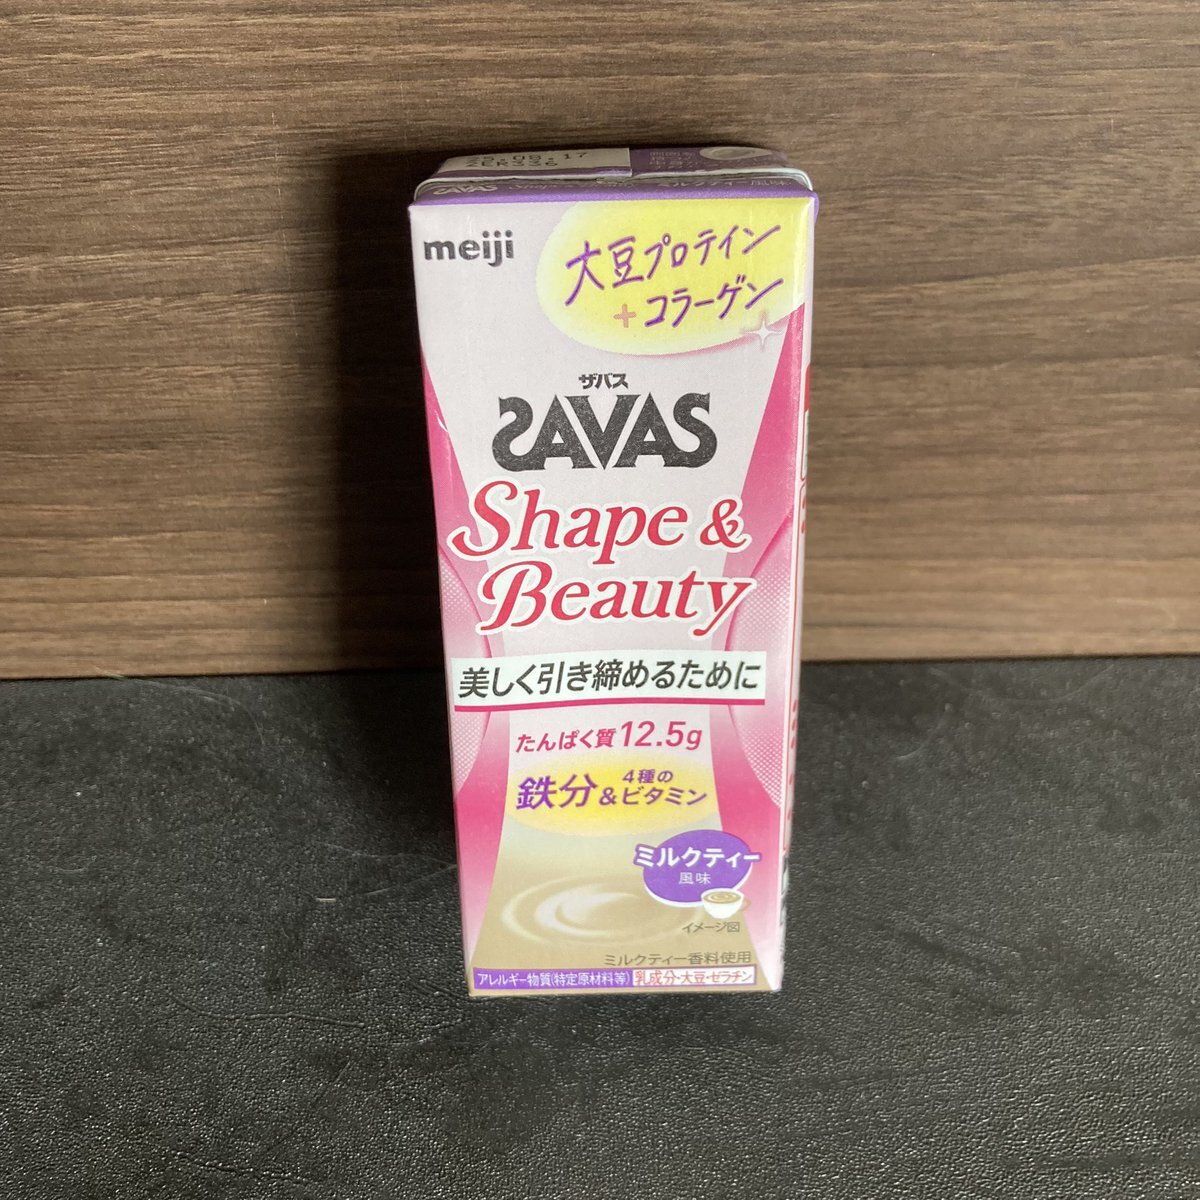 meiji
大豆プロテイン
+コラーゲン
ザバス
SAVAS
Shape &
Beauty
美しく引き締めるために
たんぱく質12.5g
鉄分&4種のビタミン
ミルクティー
風味
イメージ図
ミルクティー香料使用
アレルギー物質(特定原材料等) 乳成分・大豆・ゼラチン